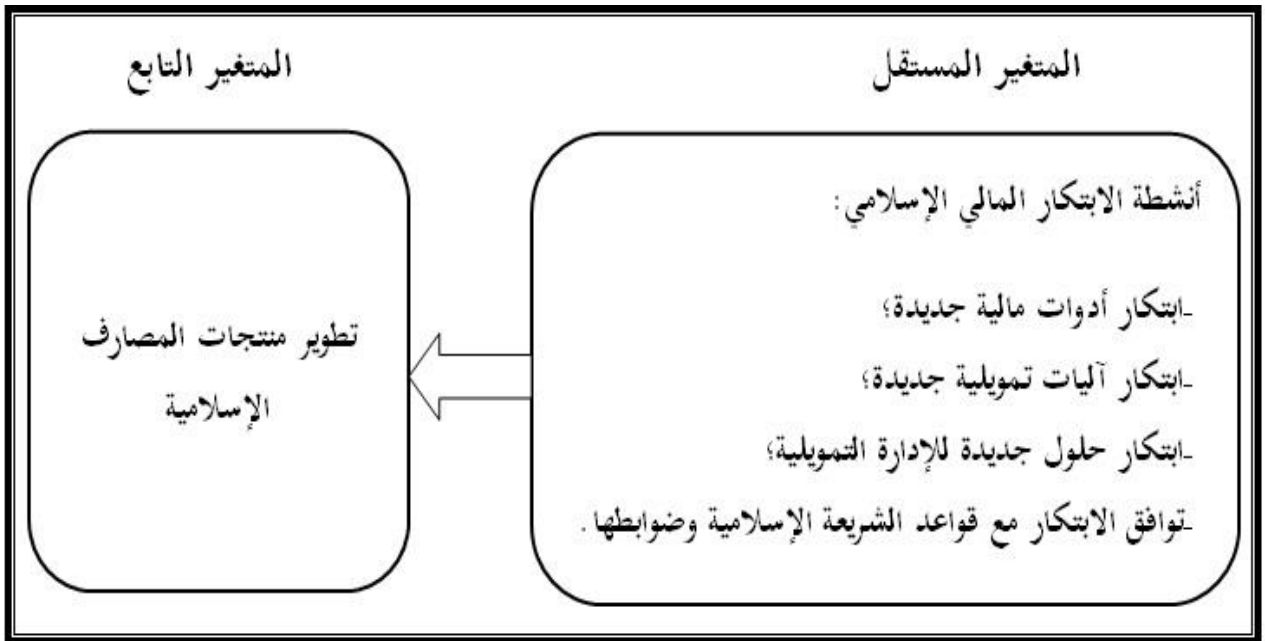 المتغير المستقل
المتغير التابع
أنشطة الابتكار المالي الإسلامي:
-ابتكار أدوات مالية جديدة؛
-ابتكار آليات تمويلية جديدة؛
-ابتكار حلول جديدة للإدارة التمويلية؛
-توافق الابتكار مع قواعد الشريعة الإسلامية وضوابطها.
تطوير منتجات المصارف
الإسلامية